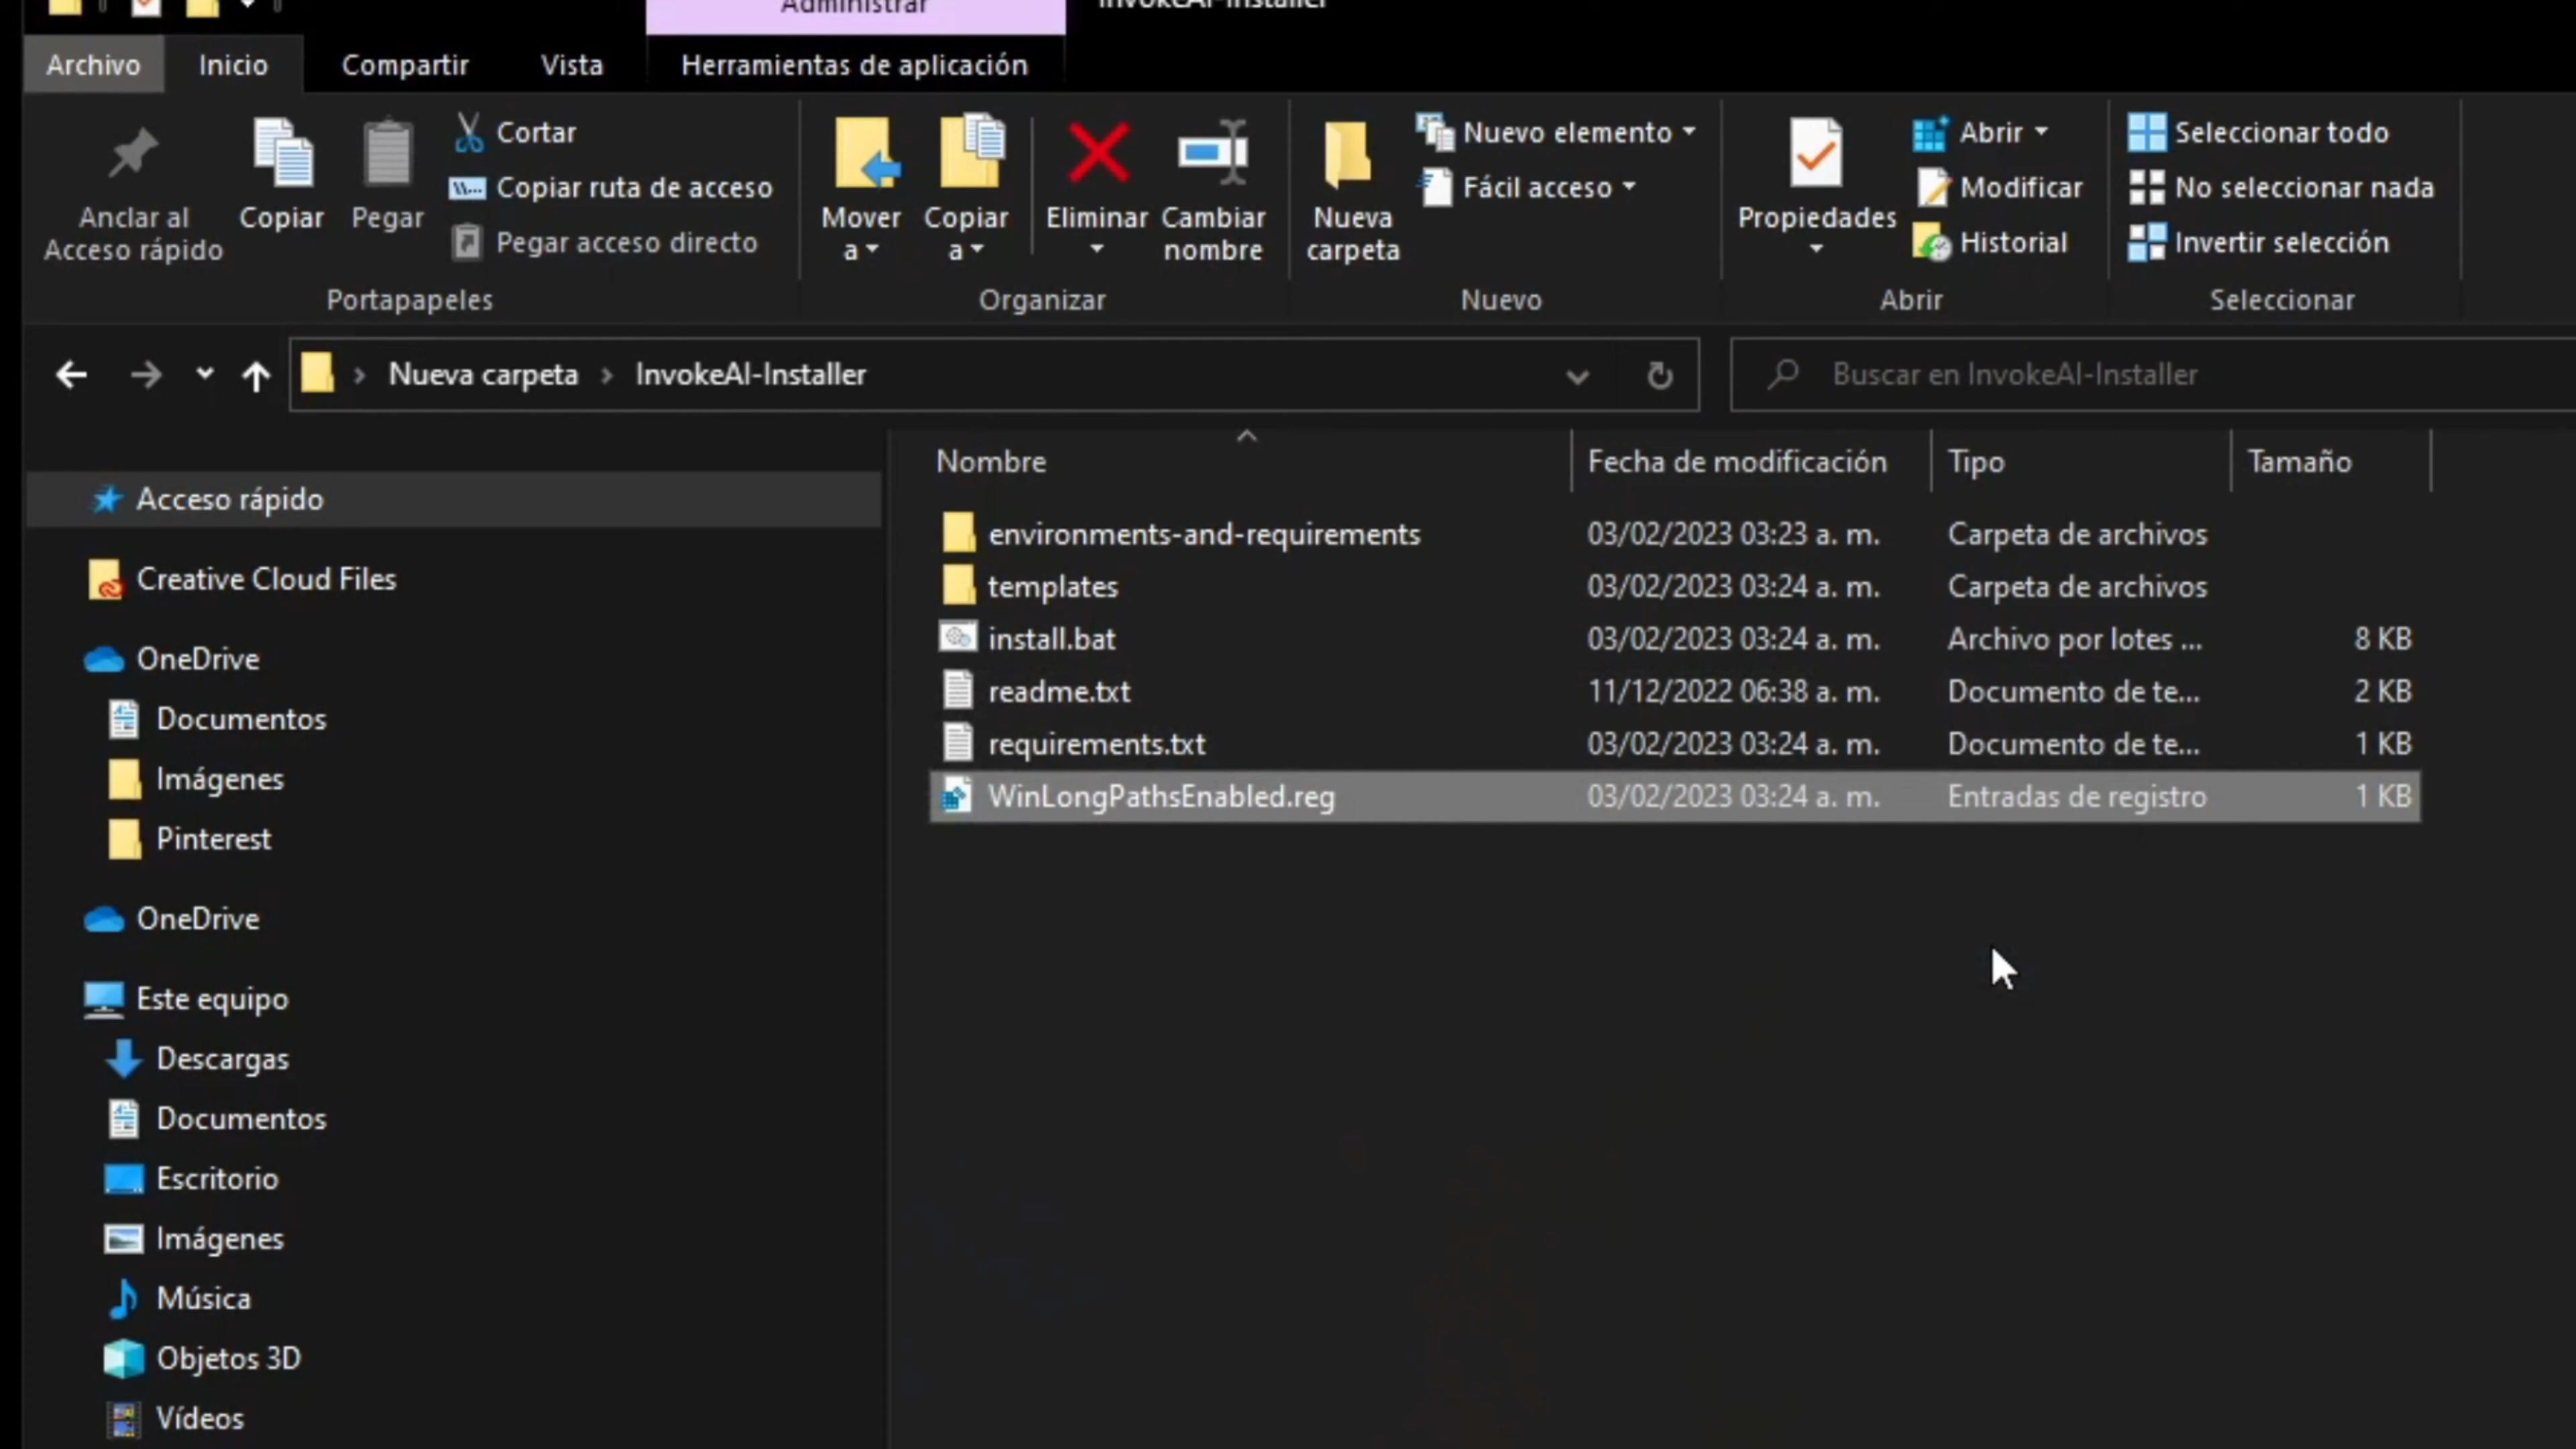 Administrar
InvokeAI-Installer
Archivo
Inicio
Compartir
Vista
Herramientas de aplicación
Anclar al
Acceso rápido
Copiar
Pegar
Cortar
Copiar ruta de acceso
Pegar acceso directo
Portapapeles
Mover
a
Copiar
a
Eliminar
Cambiar
nombre
Organizar
Nueva
carpeta
Nuevo elemento
Fácil acceso
Nuevo
Propiedades
Abrir
Modificar
Historial
Abrir
Seleccionar todo
No seleccionar nada
Invertir selección
Seleccionar
Nueva carpeta > InvokeAI-Installer
Buscar en InvokeAI-Installer
Acceso rápido
Creative Cloud Files
OneDrive
Documentos
Imágenes
Pinterest
OneDrive
Este equipo
Descargas
Documentos
Escritorio
Imágenes
Música
Objetos 3D
Vídeos
Nombre Fecha de modificación Tipo Tamaño
environments-and-requirements 03/02/2023 03:23 a. m. Carpeta de archivos
templates 03/02/2023 03:24 a. m. Carpeta de archivos
install.bat 03/02/2023 03:24 a. m. Archivo por lotes ... 8 KB
readme.txt 11/12/2022 06:38 a. m. Documento de te... 2 KB
requirements.txt 03/02/2023 03:24 a. m. Documento de te... 1 KB
WinLongPathsEnabled.reg 03/02/2023 03:24 a. m. Entradas de registro 1 KB